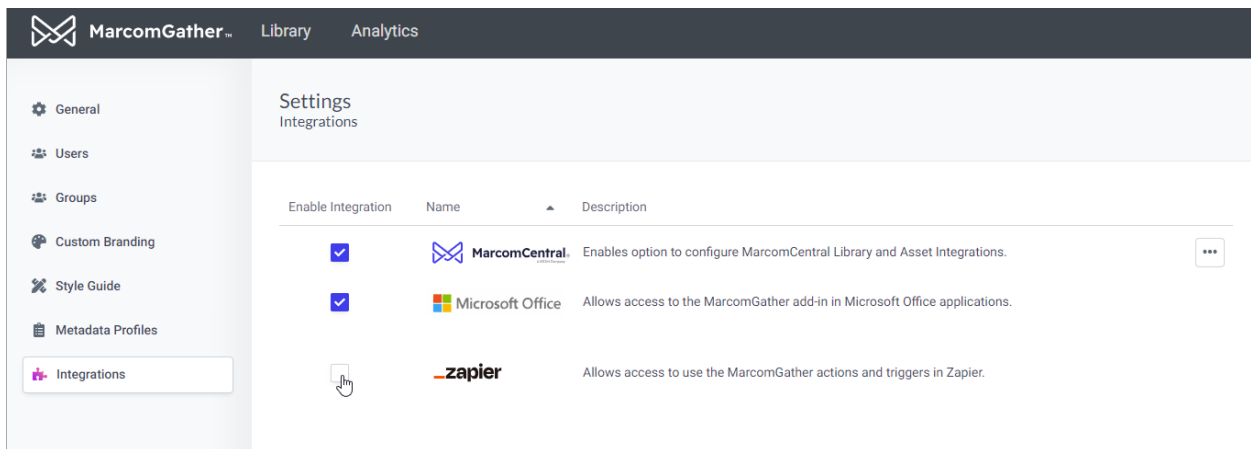 MarcomGather™ Library Analytics
General
Users
Groups
Custom Branding
Style Guide
Metadata Profiles
Integrations
Settings
Integrations
Enable Integration Name Description
MarcomCentral® Enables option to configure MarcomCentral Library and Asset Integrations.
Microsoft Office Allows access to the MarcomGather add-in in Microsoft Office applications.
_zapier Allows access to use the MarcomGather actions and triggers in Zapier.